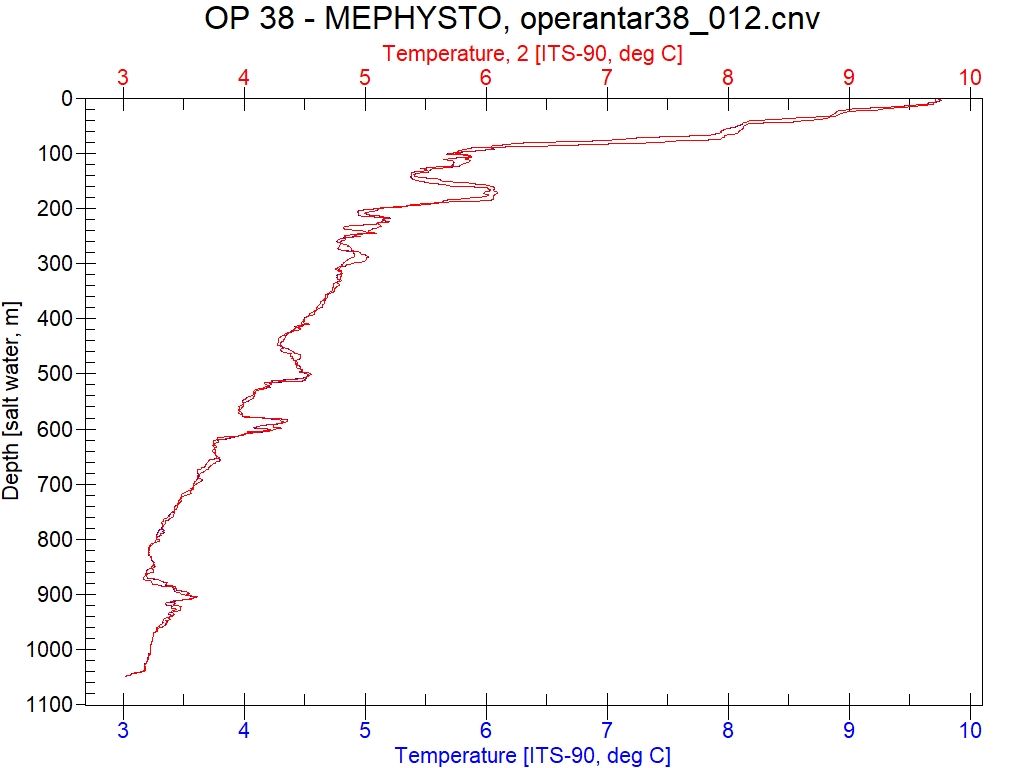 OP 38 - MEPHYSTO, operantar38_012.cnv
Temperature, 2 [ITS-90, deg C]
3 4 5 6 7 8 9 10
0
100
200
300
400
500
600
700
800
900
1000
1100
Depth [salt water, m]
3 4 5 6 7 8 9 10
Temperature [ITS-90, deg C]